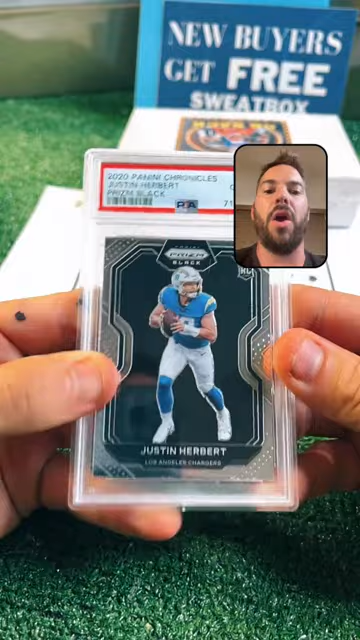 NEW BUYERS
GET FREE
SWEATBOX
2020 PANINI CHRONICLES
JUSTIN HERBERT
PRIZM BLACK
PSA
PRIZM
BLACK
RC
JUSTIN HERBERT
LOS ANGELES CHARGERS